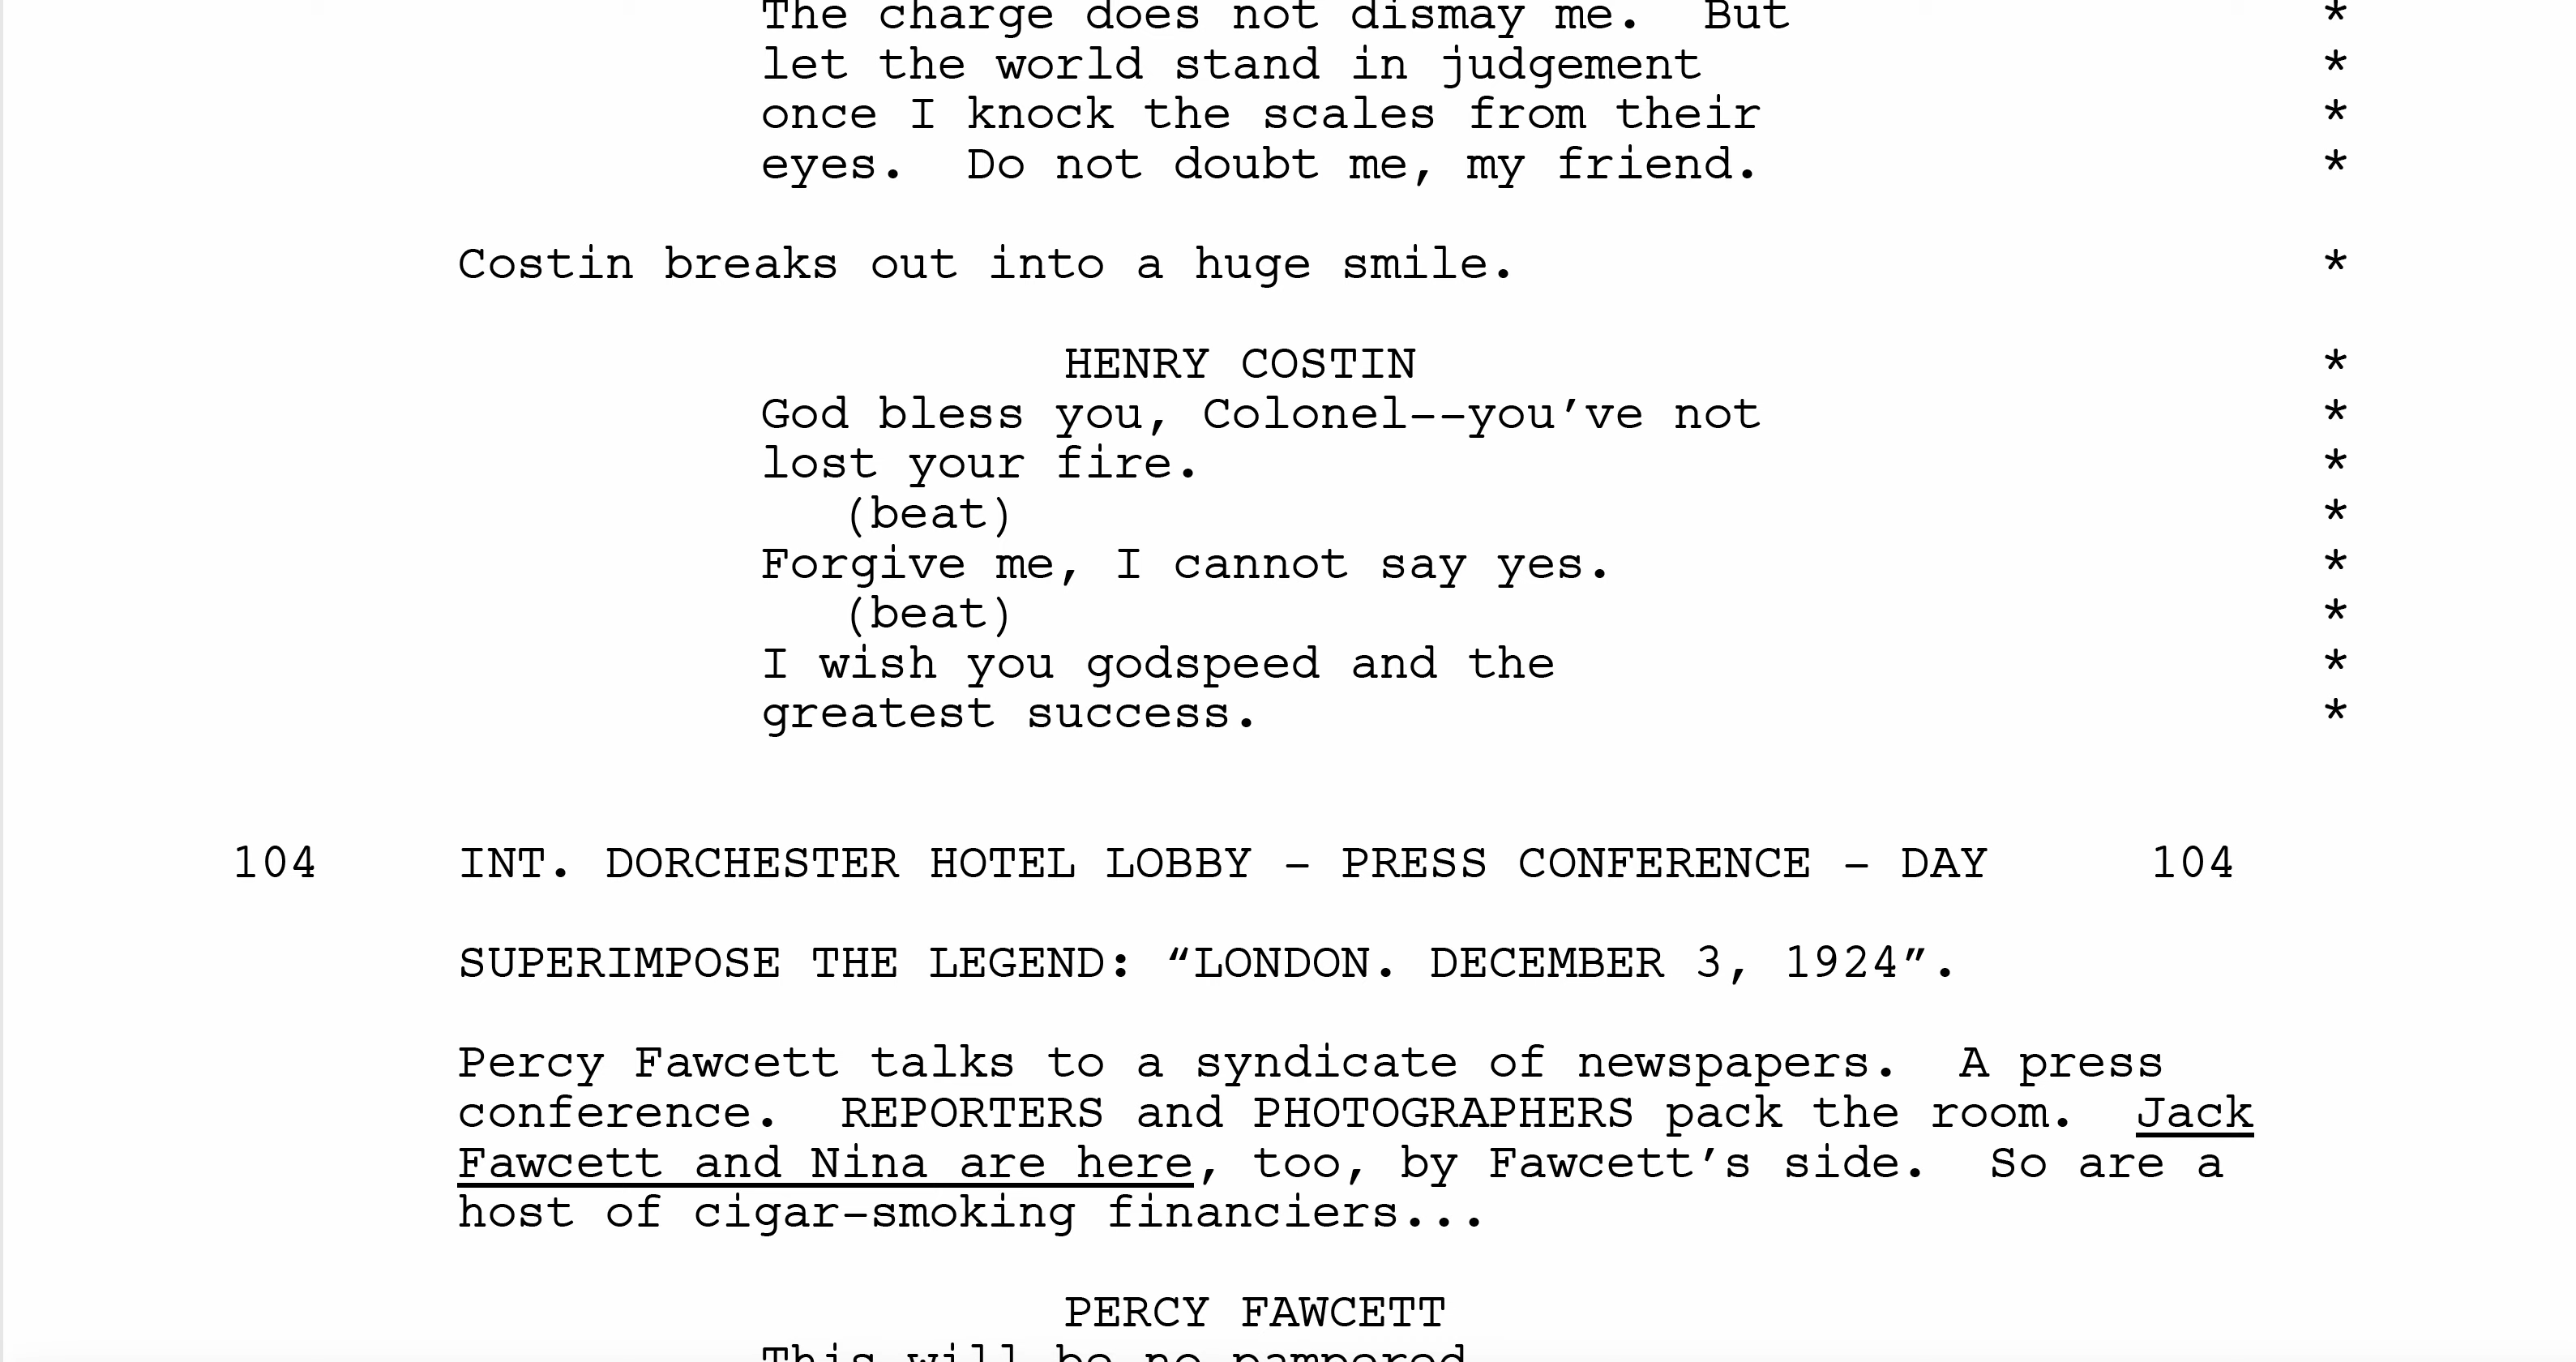 The charge does not dismay me.  But *
let the world stand in judgement *
once I knock the scales from their *
eyes.  Do not doubt me, my friend. *
Costin breaks out into a huge smile. *
HENRY COSTIN *
God bless you, Colonel--you’ve not *
lost your fire. *
(beat) *
Forgive me, I cannot say yes. *
(beat) *
I wish you godspeed and the *
greatest success. *
104 INT. DORCHESTER HOTEL LOBBY - PRESS CONFERENCE - DAY 104
SUPERIMPOSE THE LEGEND: “LONDON. DECEMBER 3, 1924”.
Percy Fawcett talks to a syndicate of newspapers.  A press
conference.  REPORTERS and PHOTOGRAPHERS pack the room.  Jack
Fawcett and Nina are here, too, by Fawcett’s side.  So are a
host of cigar-smoking financiers...
PERCY FAWCETT
This will be no pampered